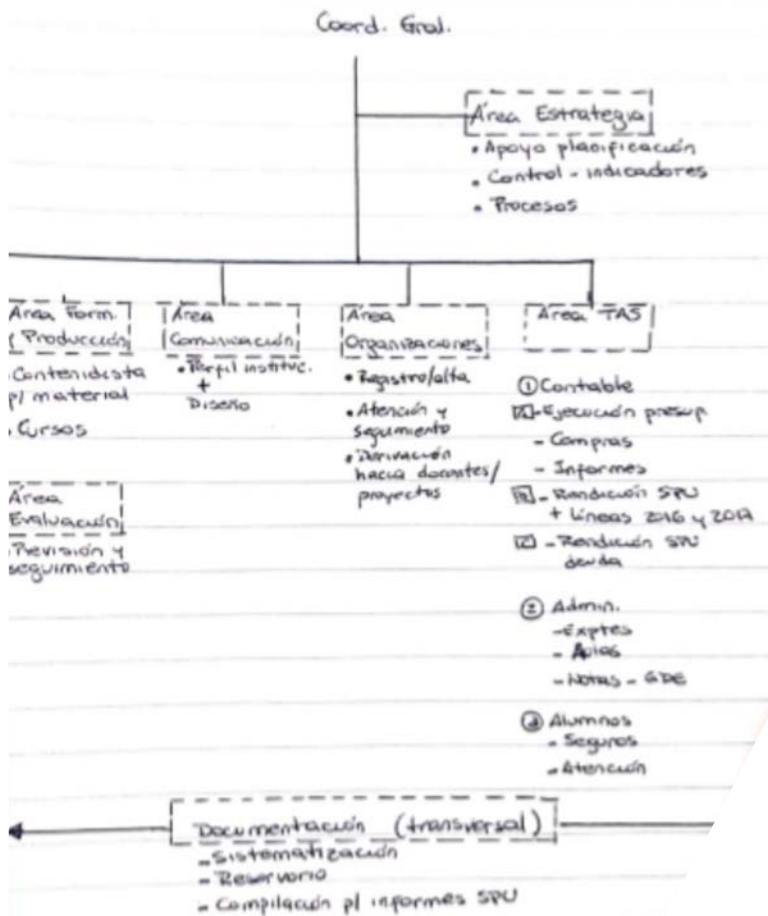 Coord. Gral.
Área Estrategia
• Apoyo planificación
• Control - indicadores
• Procesos
Área Form.
y Producción
Contenidista
p/ material
• Cursos
Área
Evaluación
Previsión y
seguimiento
Área
Comunicación
• Perfil instituc.
+
Diseño
Área
Organizaciones
• Registro/alta
• Atención y
seguimiento
• Derivación
hacia docentes/
proyectos
Área TAS
① Contable
A - Ejecución presup.
- Compras
- Informes
B - Rendición SPU
+ Líneas 2016 y 2017
C - Rendición SPU
deuda
② Admin.
- Exptes
- Aulas
- Notas - GDE
③ Alumnos
- Seguros
- Atención
Documentación (transversal)
- Sistematización
- Reservorio
- Compilación p/ informes SPU